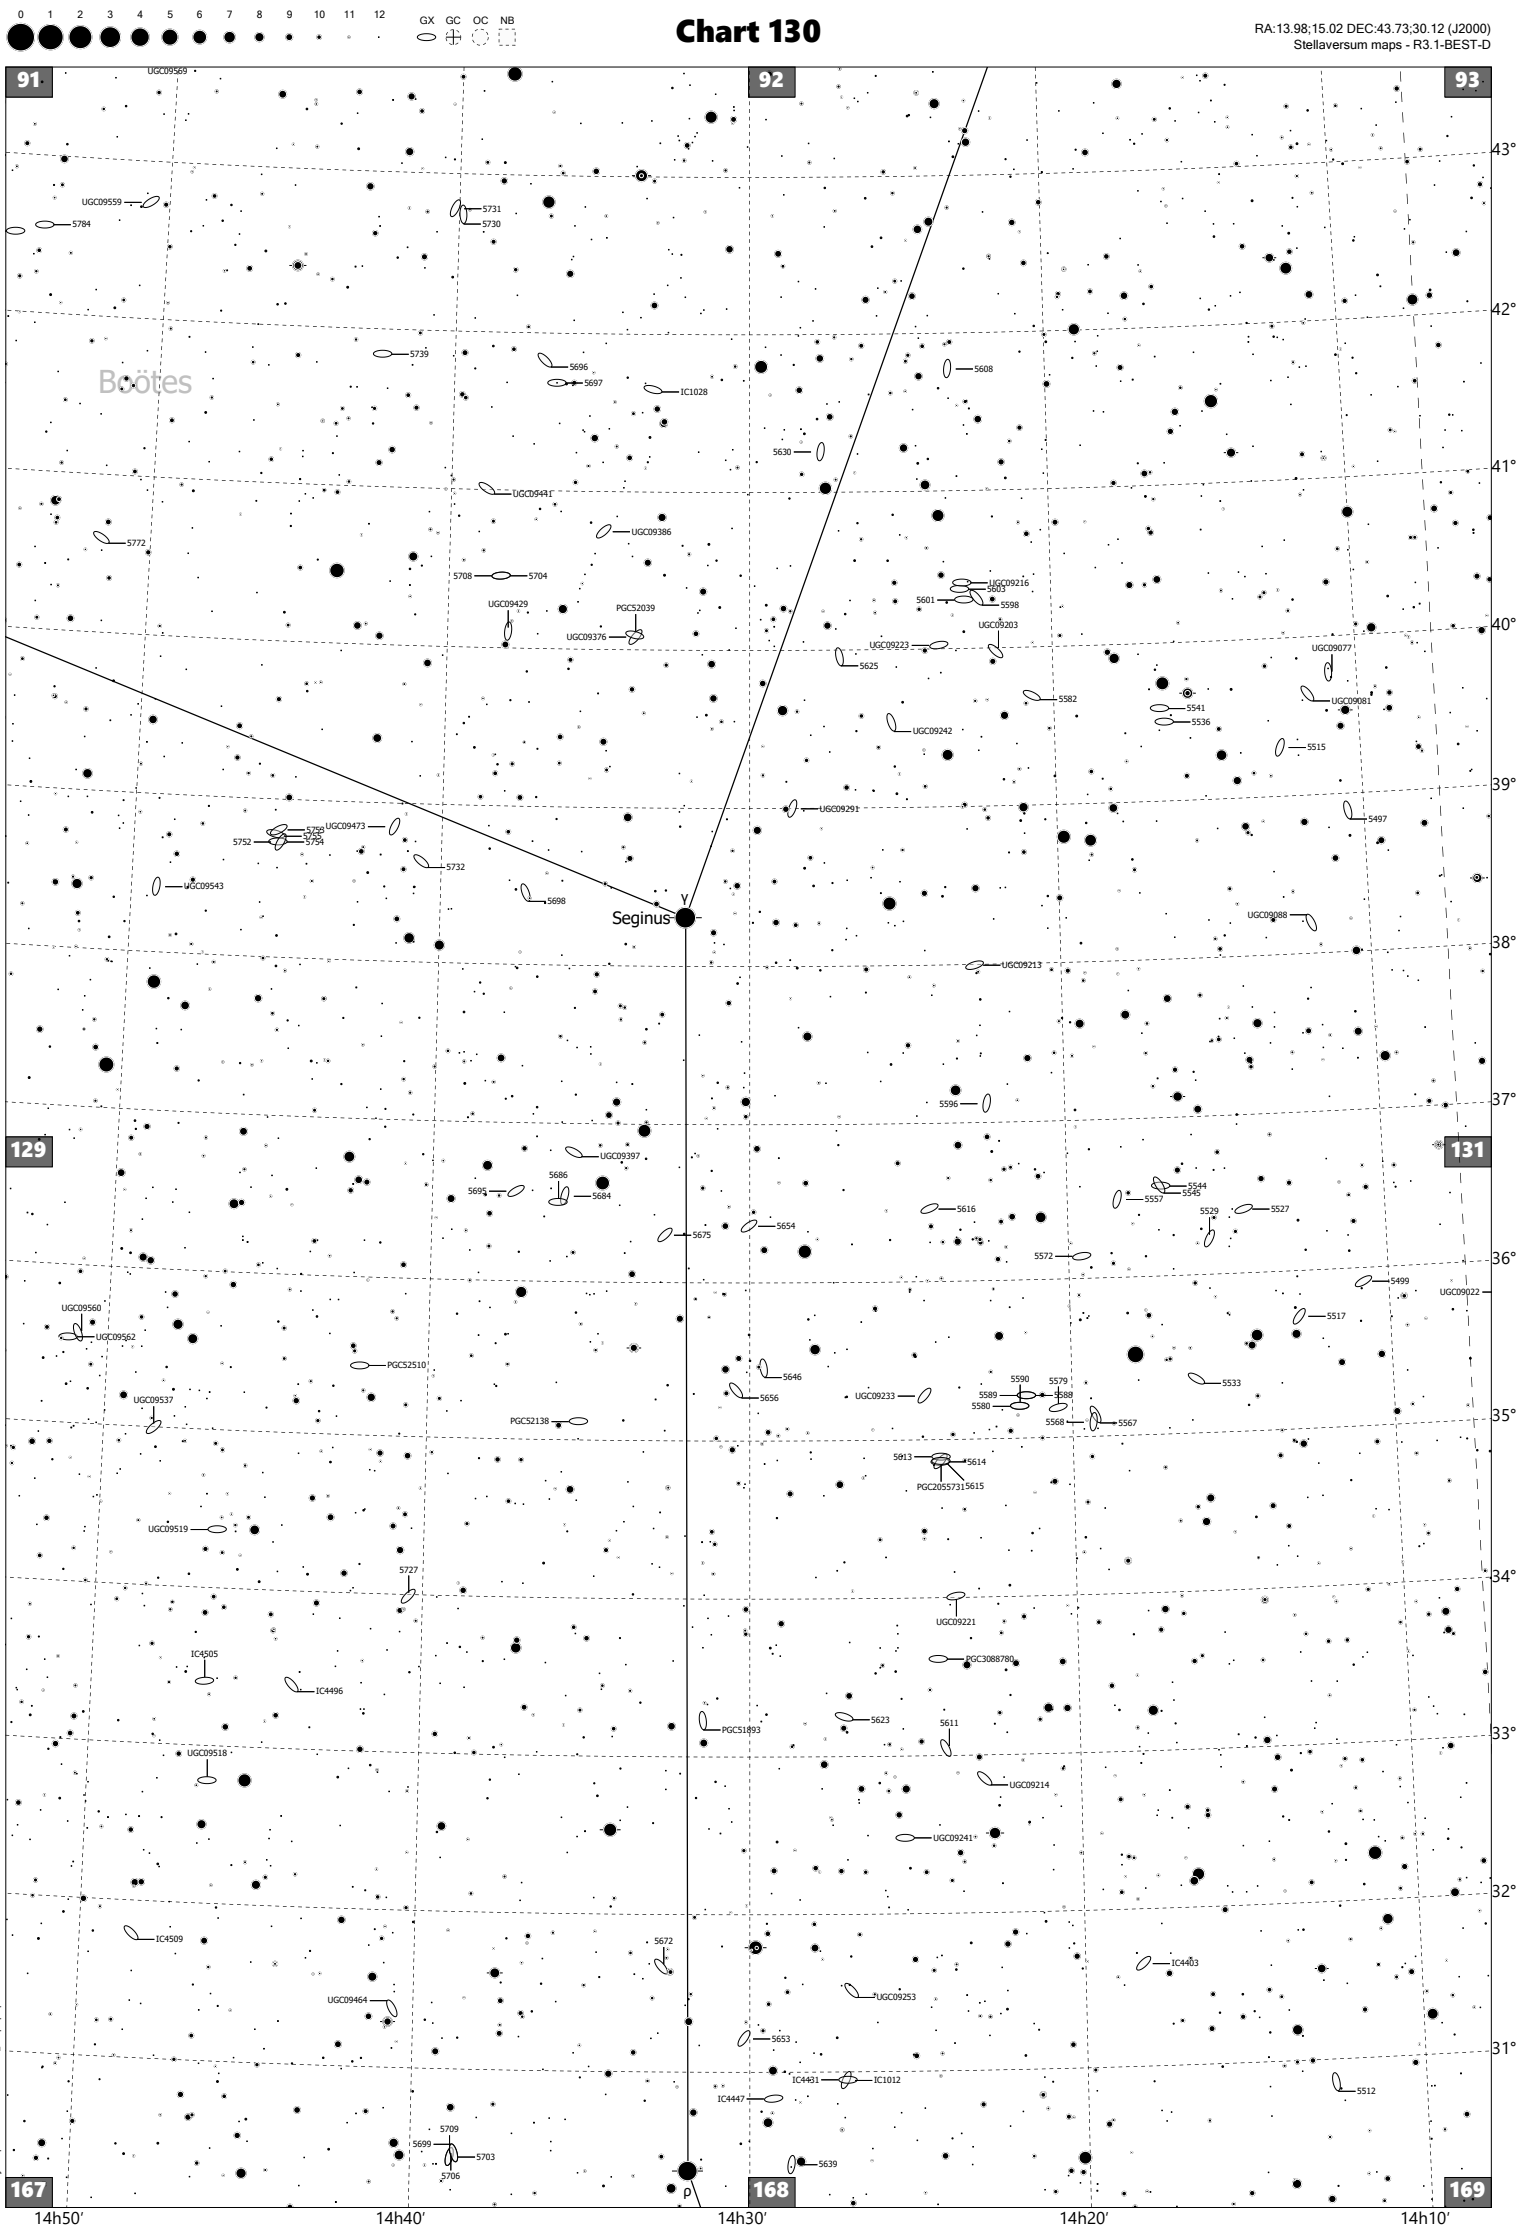 0 1 2 3 4 5 6 7 8 9 10 11 12 GX GC OC NB
Chart 130
RA:13.98;15.02 DEC:43.73;30.12 (J2000)
Stellaversum maps - R3.1-BEST-D
91
92
93
UGC09569
43°
UGC09559
5731
5784
5730
42°
5739
5696
5608
Boötes
5697
IC1028
5630
41°
UGC09441
UGC09386
5772
5708
5704
UGC09216
5603
UGC09429
PGC52039
5601
5598
40°
UGC09203
UGC09376
UGC09223
UGC09077
5625
5582
UGC09081
5541
5536
UGC09242
5515
39°
UGC09291
5497
UGC09473
5753
5755
5752
5754
5732
UGC09543
γ
5698
Seginus
UGC09088
38°
UGC09213
37°
5596
129
131
UGC09397
5686
5695
5684
5544
5545
5557
5616
5527
5529
5654
5675
5572
36°
5499
UGC09022
UGC09560
5517
UGC09562
PGC52510
5646
5590
5579
5533
UGC09537
5656
UGC09233
5589
5588
5580
PGC52138
5568
5567
35°
5613
5614
PGC2055731
5615
UGC09519
34°
5727
UGC09221
IC4505
PGC3088780
IC4496
PGC51893
5623
5611
33°
UGC09518
UGC09214
UGC09241
32°
IC4509
5672
IC4403
UGC09464
UGC09253
5653
31°
IC4431
IC1012
IC4447
5512
5709
5699
5703
5706
5639
167
168
169
ρ
14h50'
14h40'
14h30'
14h20'
14h10'